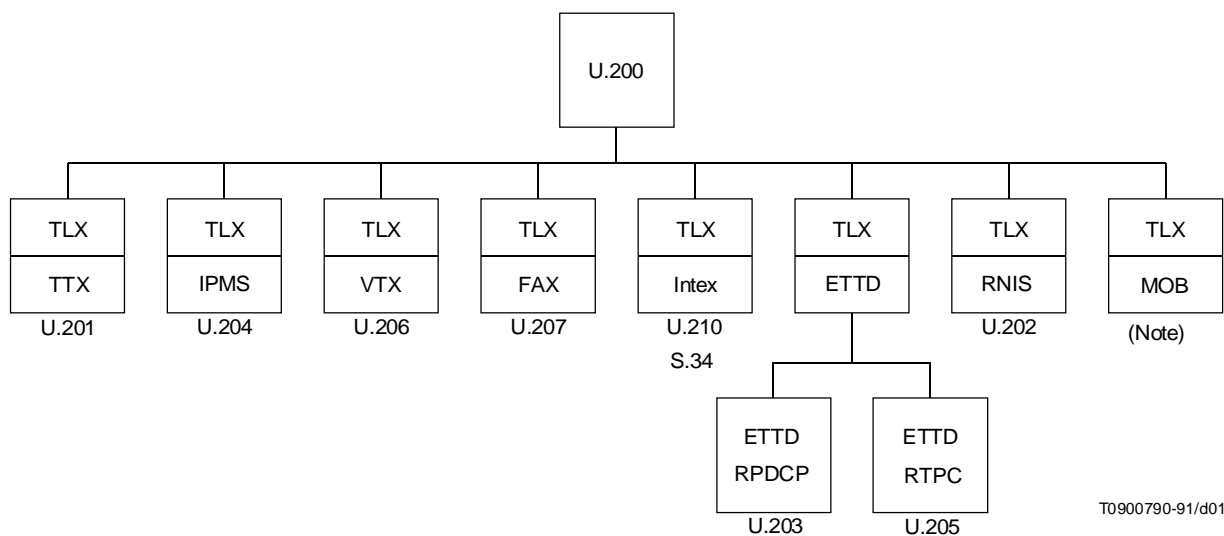 U.200
TLX TLX TLX TLX TLX TLX TLX TLX
TTX IPMS VTX FAX Intex ETTD RNIS MOB
U.201 U.204 U.206 U.207 U.210 U.202 (Note)
S.34
ETTD ETTD
RPDCP RTPC
U.203 U.205
T0900790-91/d01